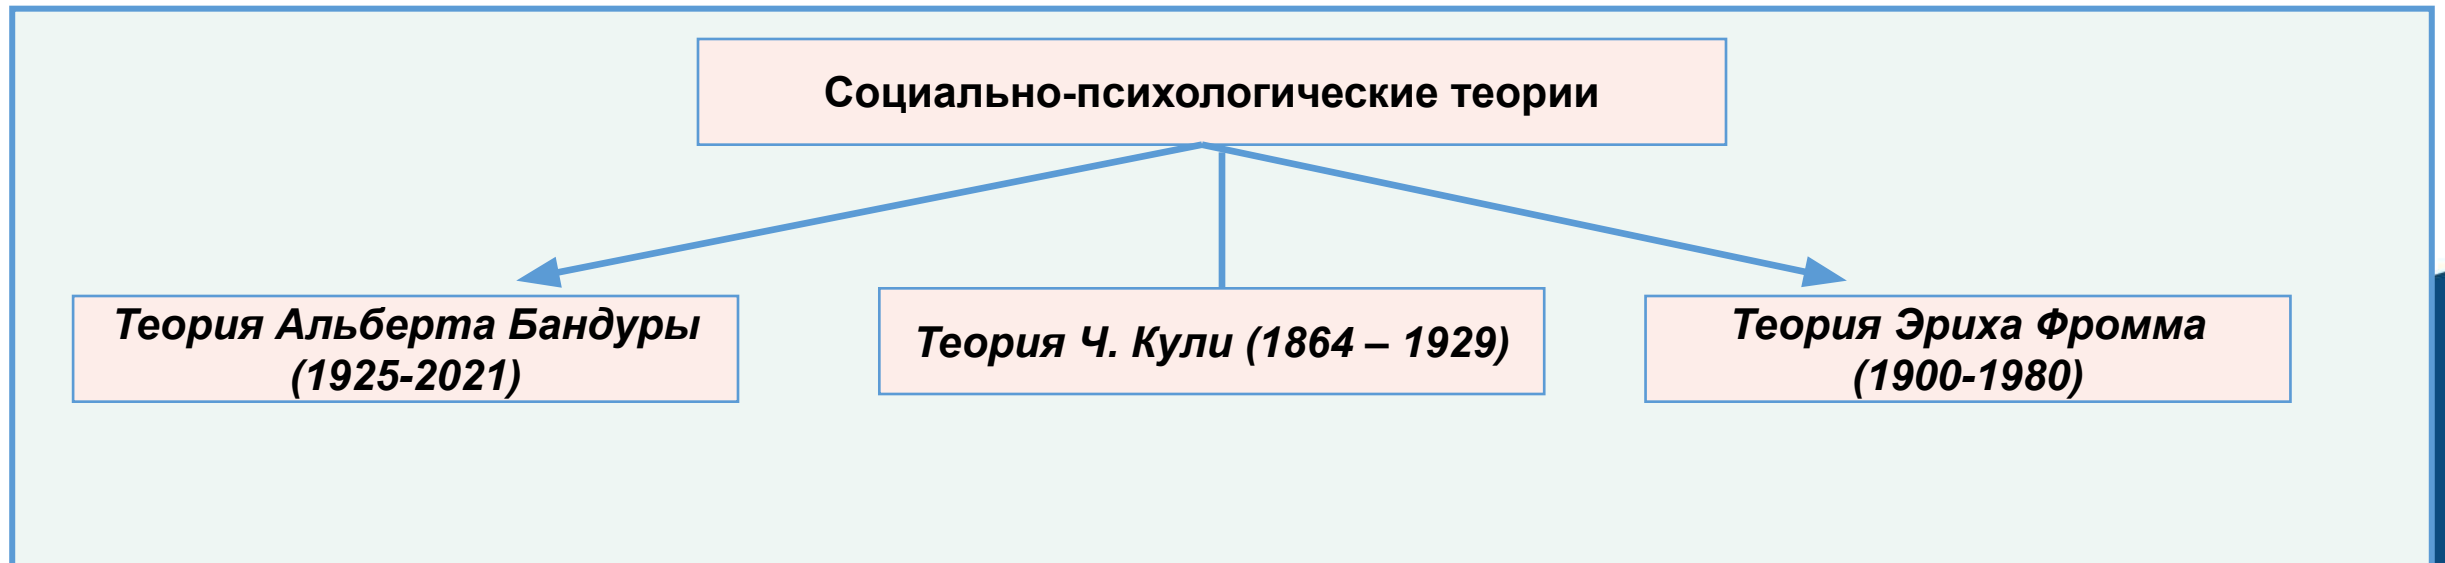 Социально-психологические теории
Теория Альберта Бандуры
(1925-2021)
Теория Ч. Кули (1864 – 1929)
Теория Эриха Фромма
(1900-1980)